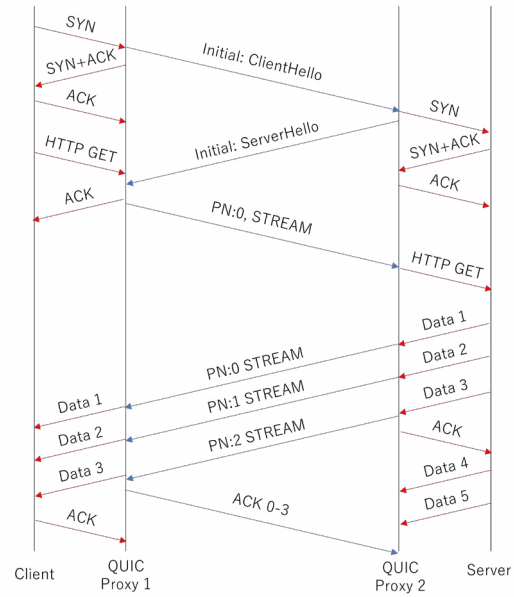 SYN
SYN+ACK
Initial: ClientHello
ACK
SYN
Initial: ServerHello
HTTP GET
SYN+ACK
ACK
ACK
PN:0, STREAM
HTTP GET
Data 1
PN:0 STREAM
Data 2
Data 1
PN:1 STREAM
Data 3
Data 2
PN:2 STREAM
ACK
Data 3
Data 4
ACK 0-3
Data 5
ACK
Client
QUIC
Proxy 1
QUIC
Proxy 2
Server